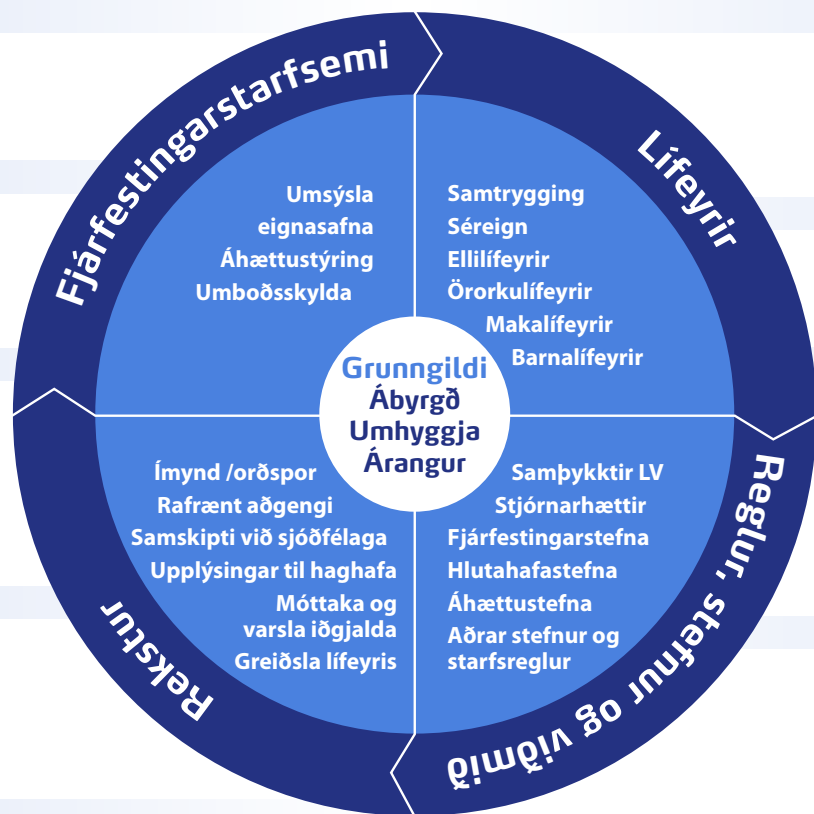 Fjárfestingarstarfsemi
Umsýsla
eignasafna
Áhættustýring
Umboðsskylda
Lífeyrir
Samtrygging
Séreign
Ellilífeyrir
Örorkulífeyrir
Makalífeyrir
Barnalífeyrir
Grunngildi
Ábyrgð
Umhyggja
Árangur
Rekstur
Ímynd /orðspor
Rafrænt aðgengi
Samskipti við sjóðfélaga
Upplýsingar til haghafa
Móttaka og
varsla iðgjalda
Greiðsla lífeyris
Reglur, stefnur og viðmið
Samþykktir LV
Stjórnarhættir
Fjárfestingarstefna
Hlutahafastefna
Áhættustefna
Aðrar stefnur og
starfsreglur